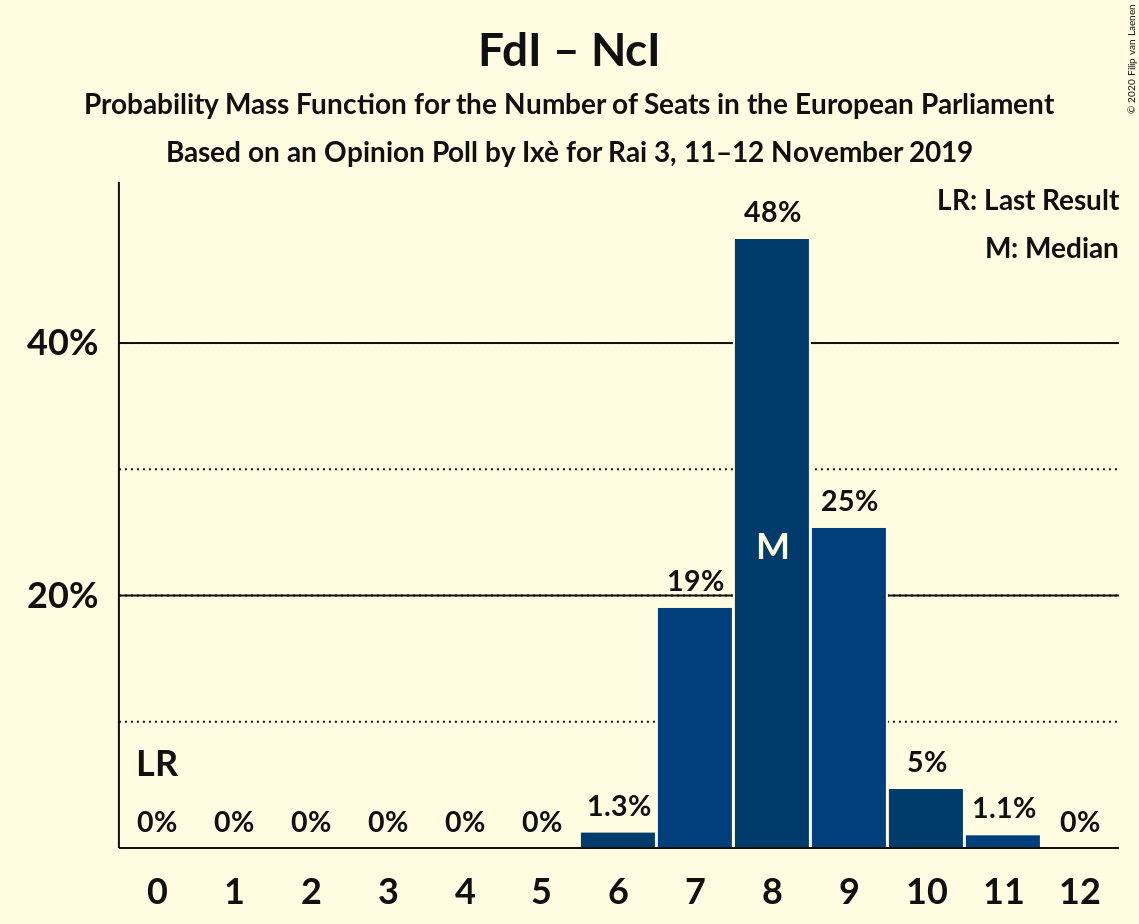 FdI – NcI
Probability Mass Function for the Number of Seats in the European Parliament
Based on an Opinion Poll by Ixè for Rai 3, 11–12 November 2019
© 2020 Filip van Laenen
LR: Last Result
M: Median
48%
40%
25%
M
19%
20%
LR
5%
0% 0% 0% 0% 0% 0% 1.3% 1.1% 0%
0 1 2 3 4 5 6 7 8 9 10 11 12